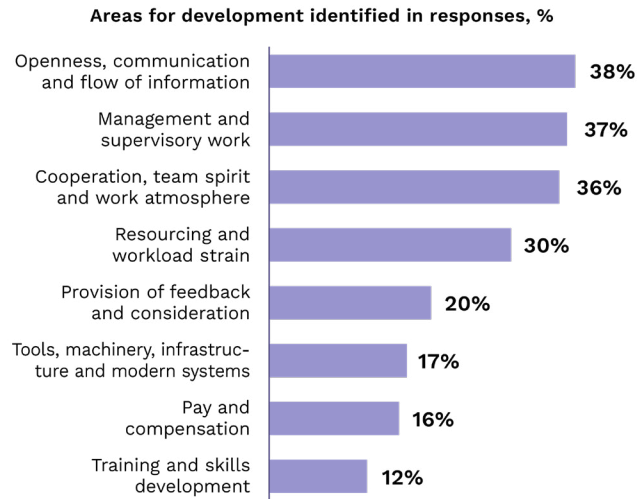 Areas for development identified in responses, %
Openness, communication
and flow of information
38%
Management and
supervisory work
37%
Cooperation, team spirit
and work atmosphere
36%
Resourcing and
workload strain
30%
Provision of feedback
and consideration
20%
Tools, machinery, infrastruc-
ture and modern systems
17%
Pay and
compensation
16%
Training and skills
development
12%